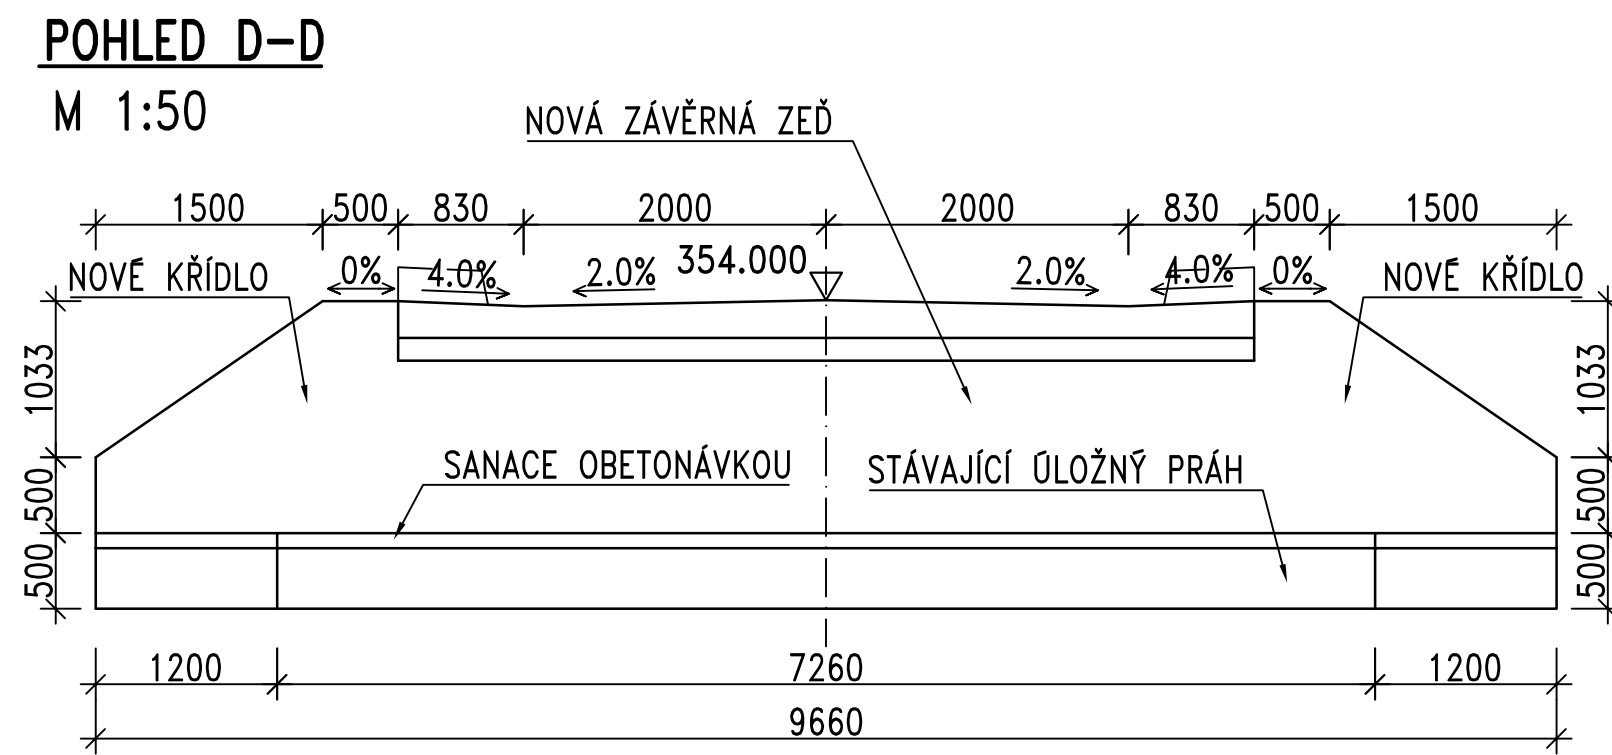 POHLED D-D
M 1:50
NOVÁ ZÁVĚRNÁ ZEĎ
1500 500 830 2000 2000 830 500 1500
NOVÉ KŘÍDLO 0% 4.0% 2.0% 354.000 2.0% 4.0% 0% NOVÉ KŘÍDLO
1033 1033
SANACE OBETONÁVKOU STÁVAJÍCÍ ÚLOŽNÝ PRÁH
500 500
500 500
1200 7260 1200
9660